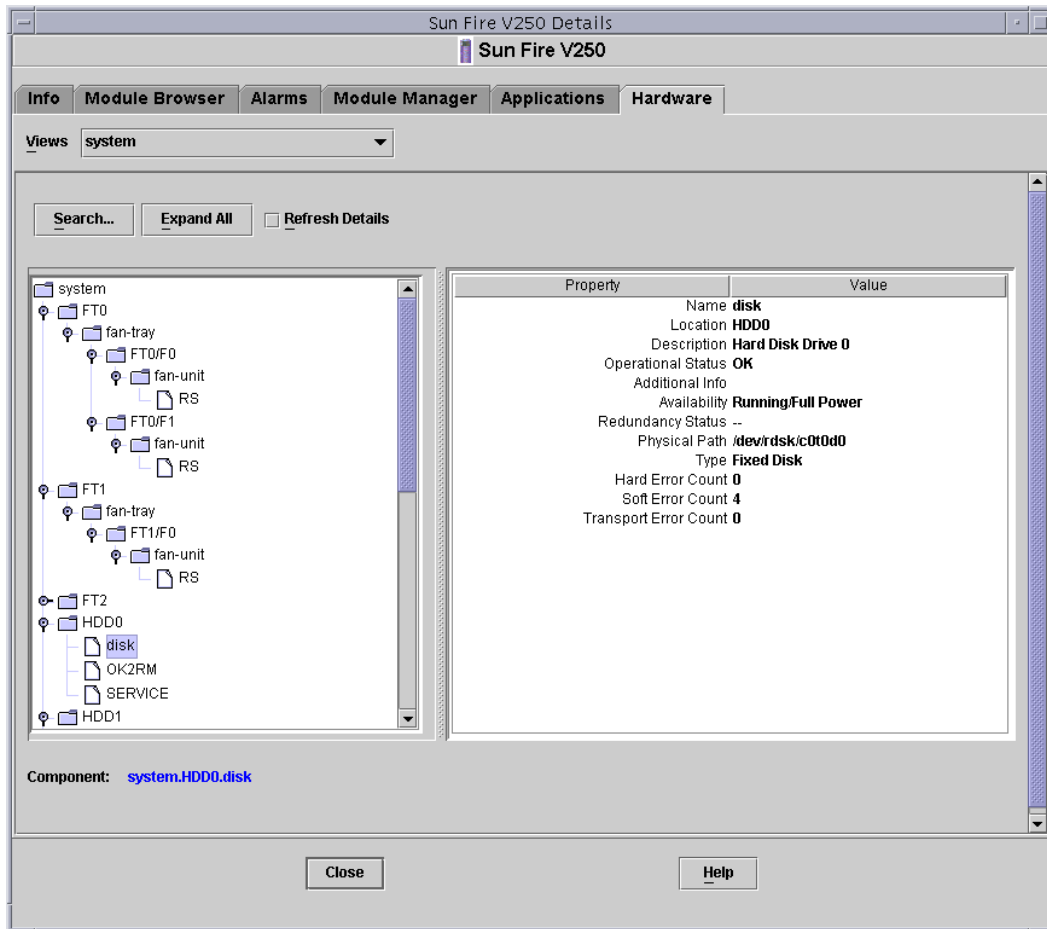 Sun Fire V250 Details
Sun Fire V250
Info Module Browser Alarms Module Manager Applications Hardware
Views system
Search... Expand All Refresh Details
system
FT0
fan-tray
FT0/F0
fan-unit
RS
FT0/F1
fan-unit
RS
FT1
fan-tray
FT1/F0
fan-unit
RS
FT2
HDD0
disk
OK2RM
SERVICE
HDD1
Property Value
Name disk
Location HDD0
Description Hard Disk Drive 0
Operational Status OK
Additional Info
Availability Running/Full Power
Redundancy Status --
Physical Path /dev/rdsk/c0t0d0
Type Fixed Disk
Hard Error Count 0
Soft Error Count 4
Transport Error Count 0
Component: system.HDD0.disk
Close Help